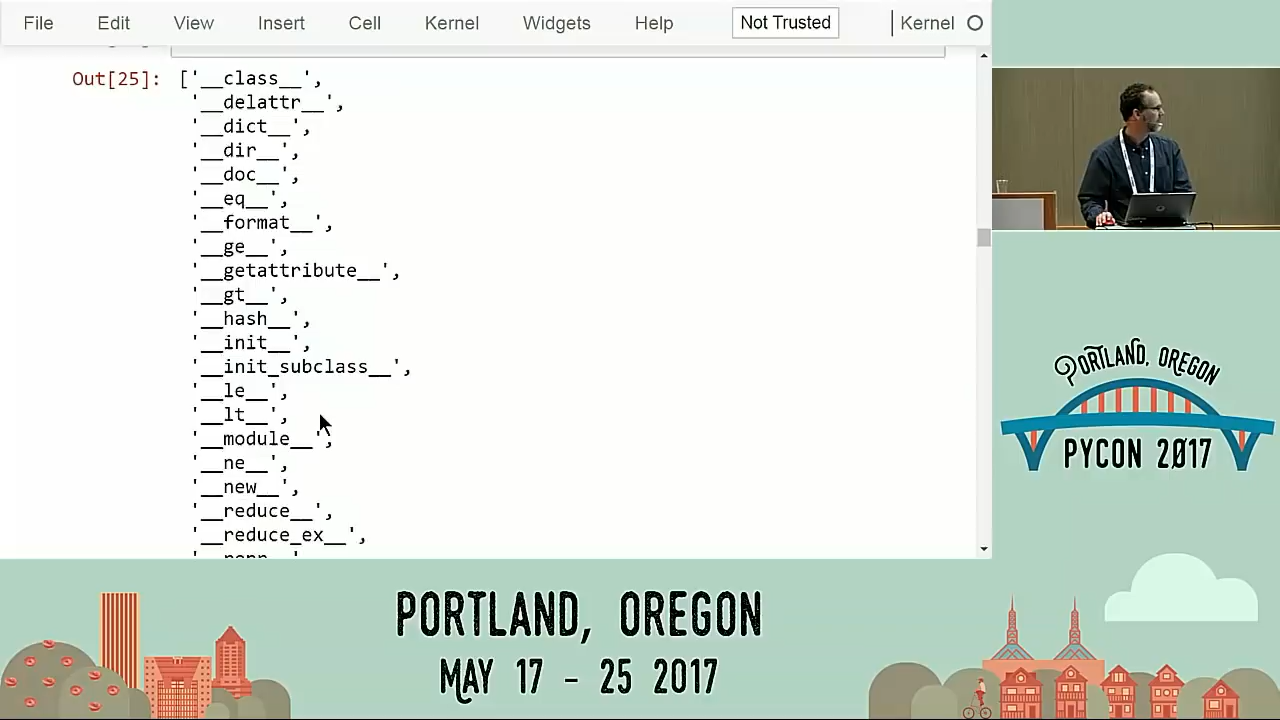 File Edit View Insert Cell Kernel Widgets Help Not Trusted Kernel
Out[25]: ['__class__',
'__delattr__',
'__dict__',
'__dir__',
'__doc__',
'__eq__',
'__format__',
'__ge__',
'__getattribute__',
'__gt__',
'__hash__',
'__init__',
'__init_subclass__',
'__le__',
'__lt__',
'__module__',
'__ne__',
'__new__',
'__reduce__',
'__reduce_ex__',
PORTLAND, OREGON
PYCON 2017
PORTLAND, OREGON
MAY 17 - 25 2017